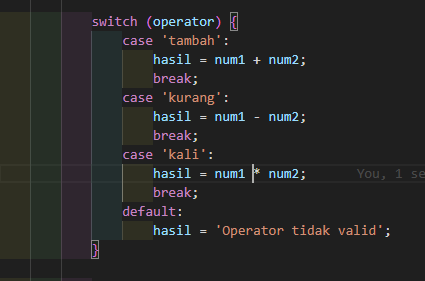 switch (operator) {
case 'tambah':
hasil = num1 + num2;
break;
case 'kurang':
hasil = num1 - num2;
break;
case 'kali':
hasil = num1 * num2; You, 1 se
break;
default:
hasil = 'Operator tidak valid';
}